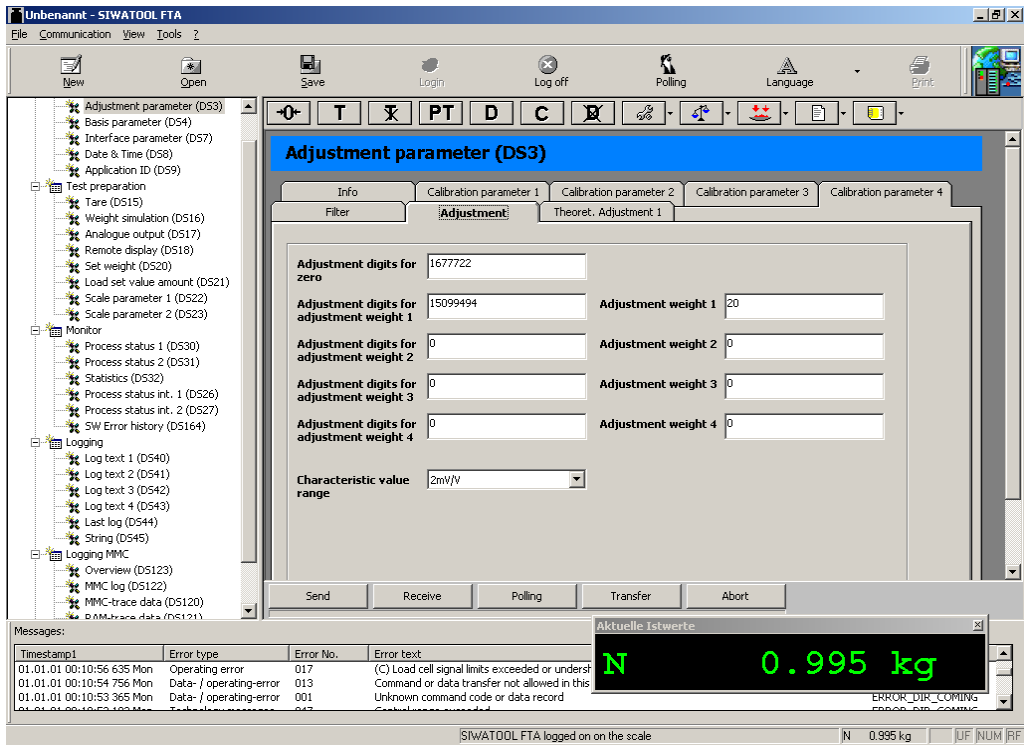 Unbenannt - SIWATOOL FTA
File Communication View Tools ?
New Open Save Login Log off Polling Language Print
Adjustment parameter (DS3)
Basis parameter (DS4)
Interface parameter (DS7)
Date & Time (DS8)
Application ID (DS9)
Test preparation
Tare (DS15)
Weight simulation (DS16)
Analogue output (DS17)
Remote display (DS18)
Set weight (DS20)
Load set value amount (DS21)
Scale parameter 1 (DS22)
Scale parameter 2 (DS23)
Monitor
Process status 1 (DS30)
Process status 2 (DS31)
Statistics (DS32)
Process status int. 1 (DS26)
Process status int. 2 (DS27)
SW Error history (DS164)
Logging
Log text 1 (DS40)
Log text 2 (DS41)
Log text 3 (DS42)
Log text 4 (DS43)
Last log (DS44)
String (DS45)
Logging MMC
Overview (DS123)
MMC log (DS122)
MMC-trace data (DS120)
RAM-trace data (DS121)
→0← T T PT D C D
Adjustment parameter (DS3)
Info Calibration parameter 1 Calibration parameter 2 Calibration parameter 3 Calibration parameter 4
Filter Adjustment Theoret. Adjustment 1
Adjustment digits for zero 1677722
Adjustment digits for adjustment weight 1 15099494 Adjustment weight 1 20
Adjustment digits for adjustment weight 2 0 Adjustment weight 2 0
Adjustment digits for adjustment weight 3 0 Adjustment weight 3 0
Adjustment digits for adjustment weight 4 0 Adjustment weight 4 0
Characteristic value range 2mV/V
Send Receive Polling Transfer Abort
Messages:
Timestamp1 Error type Error No. Error text
01.01.01 00:10:56 635 Mon Operating error 017 (C) Load cell signal limits exceeded or undersh
01.01.01 00:10:54 756 Mon Data- / operating-error 013 Command or data transfer not allowed in this
01.01.01 00:10:53 365 Mon Data- / operating-error 001 Unknown command code or data record ERROR_DIR_COMING
Aktuelle Istwerte
N 0.995 kg
SIWATOOL FTA logged on on the scale N 0.995 kg UF NUM RF